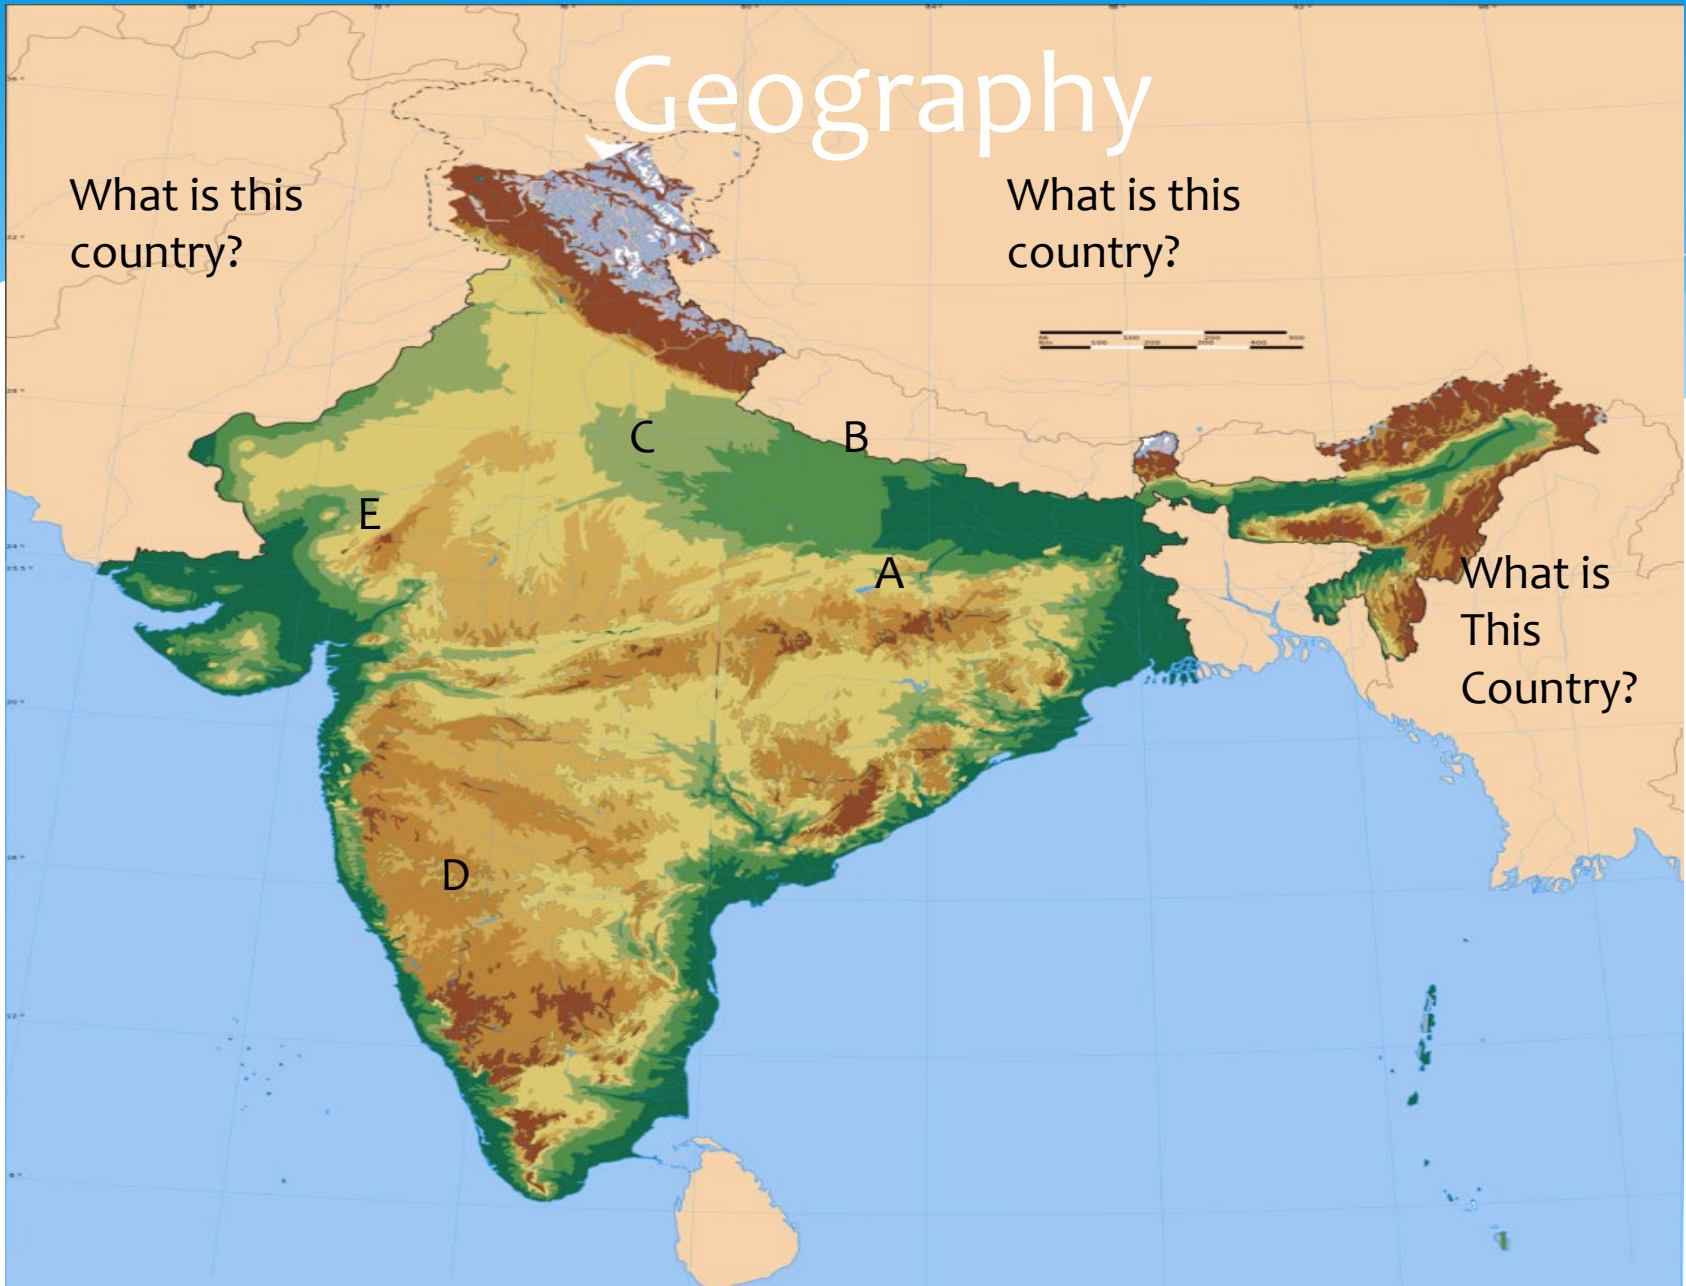 Geography
What is this
country?
What is this
country?
C
B
E
A
What is
This
Country?
D